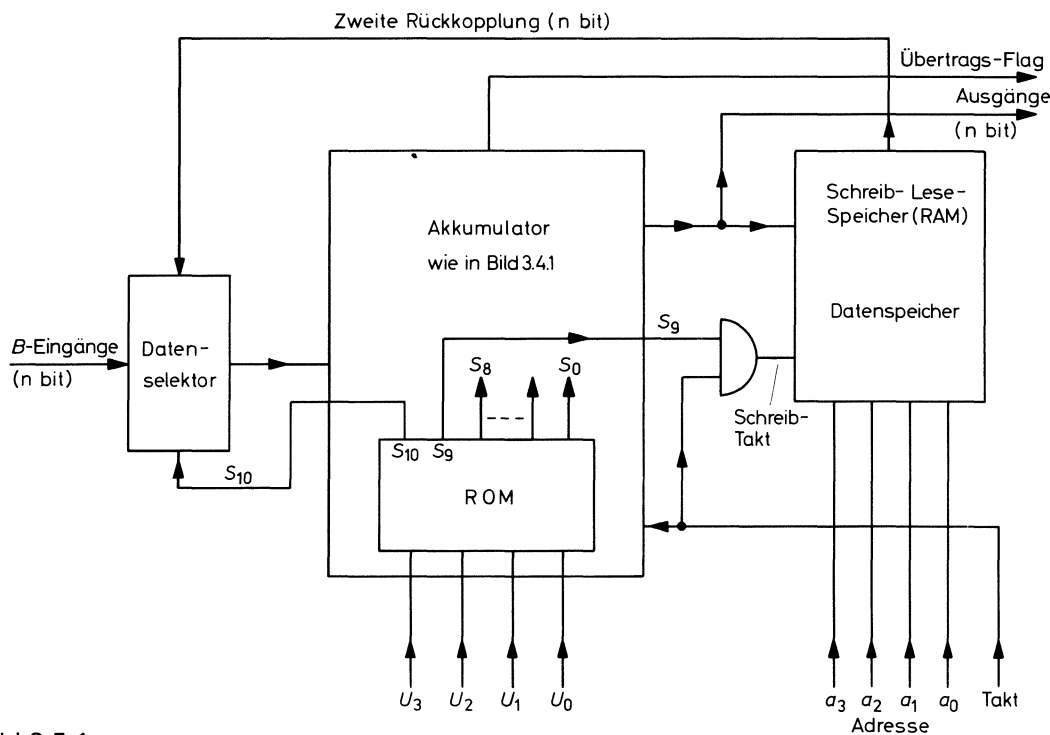 Zweite Rückkopplung (n bit)
Übertrags-Flag
Ausgänge
(n bit)
Schreib-Lese-
Speicher (RAM)
Datenspeicher
Akkumulator
wie in Bild 3.4.1
B-Eingänge
(n bit)
Daten-
selektor
S10
S9
S8
S0
S10 S9
ROM
Schreib-
Takt
U3 U2 U1 U0
a3 a2 a1 a0 Takt
Adresse